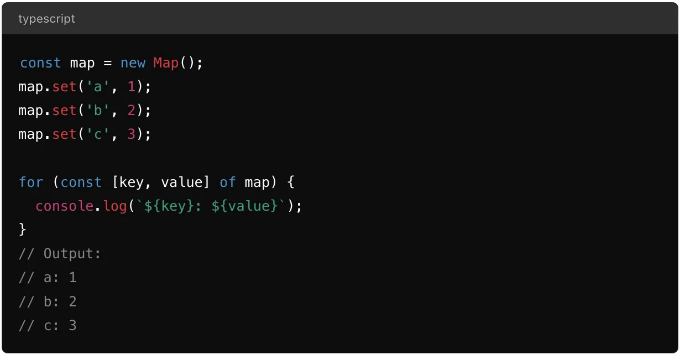 typescript
const map = new Map();
map.set('a', 1);
map.set('b', 2);
map.set('c', 3);
for (const [key, value] of map) {
  console.log(`${key}: ${value}`);
}
// Output:
// a: 1
// b: 2
// c: 3